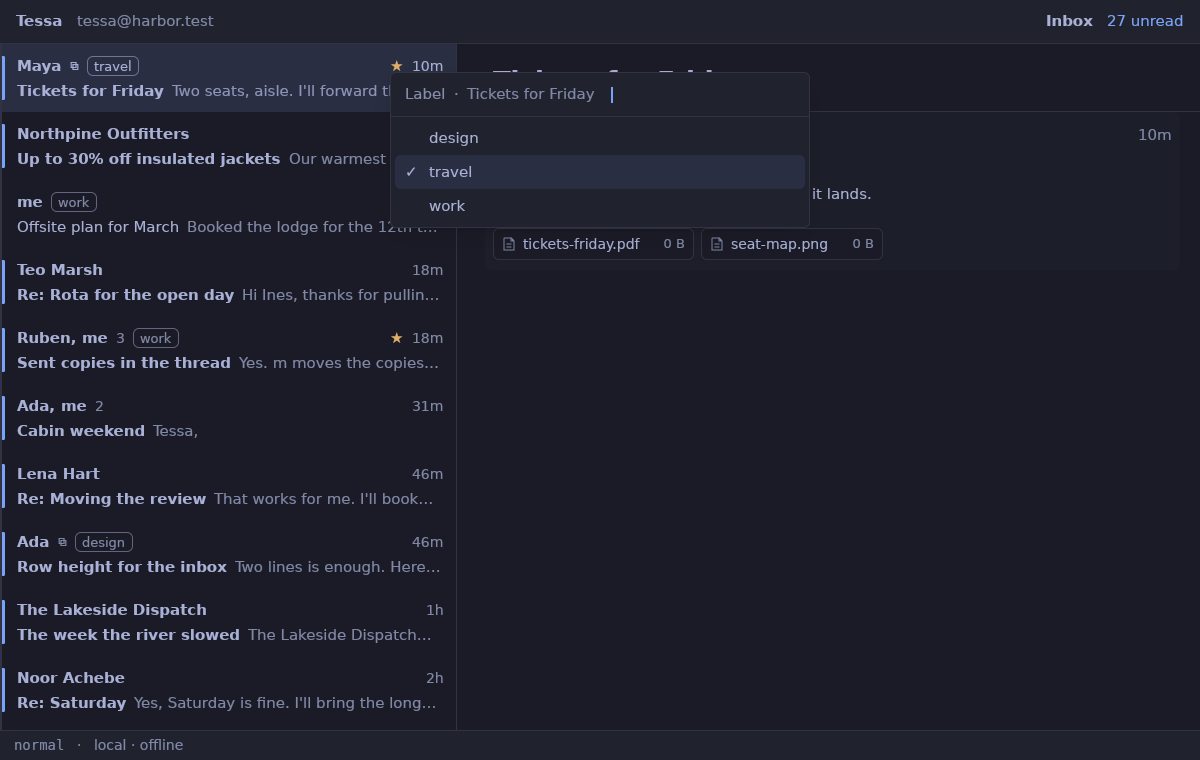 Tessa tessa@harbor.test Inbox 27 unread
Maya travel ★ 10m
Tickets for Friday Two seats, aisle. I'll forward
Northpine Outfitters
Up to 30% off insulated jackets Our warmest
me work
Offsite plan for March Booked the lodge for the 12th t…
Teo Marsh 18m
Re: Rota for the open day Hi Ines, thanks for pullin…
Ruben, me 3 work ★ 18m
Sent copies in the thread Yes. m moves the copies…
Ada, me 2 31m
Cabin weekend Tessa,
Lena Hart 46m
Re: Moving the review That works for me. I'll book…
Ada design 46m
Row height for the inbox Two lines is enough. Here…
The Lakeside Dispatch 1h
The week the river slowed The Lakeside Dispatch…
Noor Achebe 2h
Re: Saturday Yes, Saturday is fine. I'll bring the long…
Label · Tickets for Friday
design
✓ travel
work
10m
it lands.
tickets-friday.pdf 0 B seat-map.png 0 B
normal · local · offline